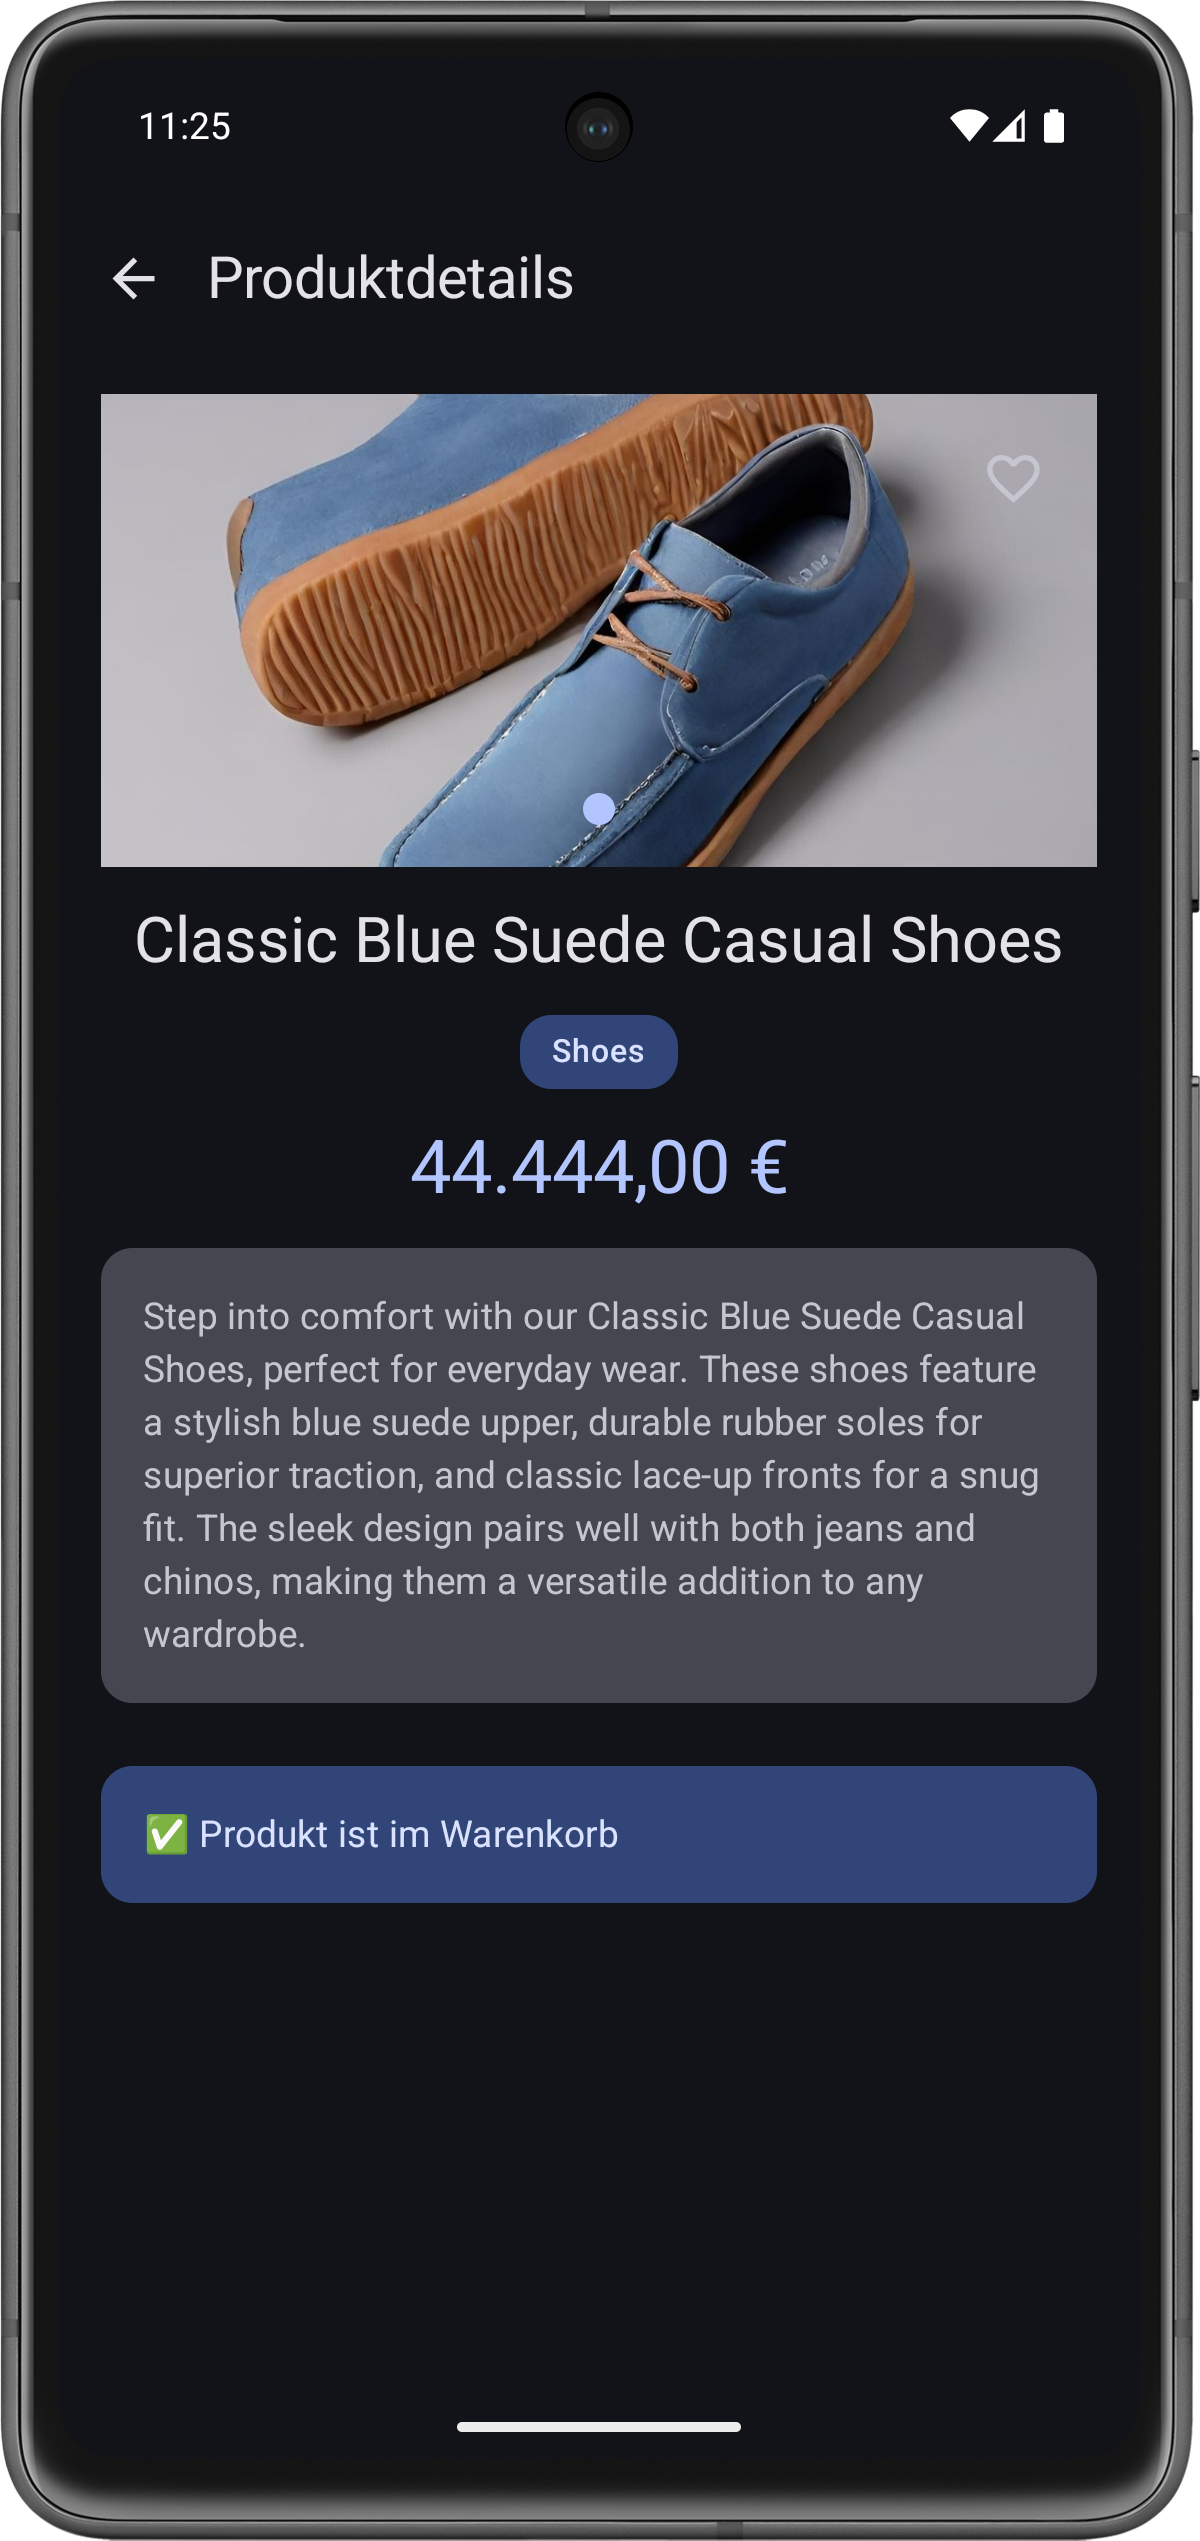 11:25
Produktdetails
Classic Blue Suede Casual Shoes
Shoes
44.444,00 €
Step into comfort with our Classic Blue Suede Casual
Shoes, perfect for everyday wear. These shoes feature
a stylish blue suede upper, durable rubber soles for
superior traction, and classic lace-up fronts for a snug
fit. The sleek design pairs well with both jeans and
chinos, making them a versatile addition to any
wardrobe.
✅ Produkt ist im Warenkorb